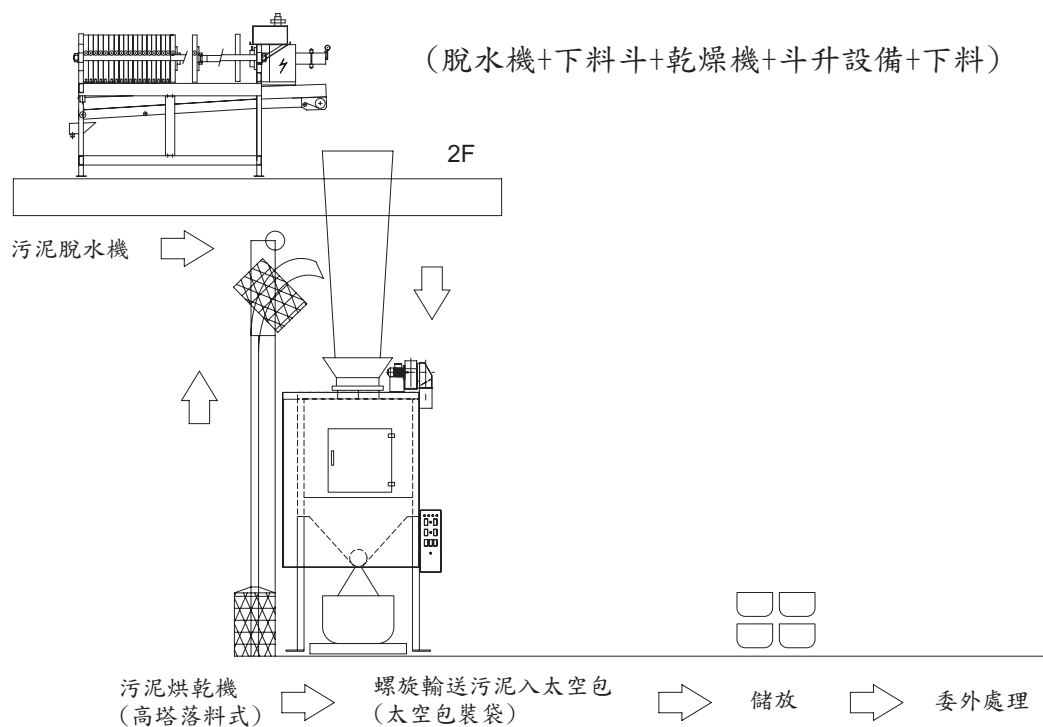 （脫水機+下料斗+乾燥機+斗升設備+下料）
2F
污泥脫水機
污泥烘乾機
（高塔落料式）
螺旋輸送污泥入太空包
（太空包裝袋）
儲放
委外處理